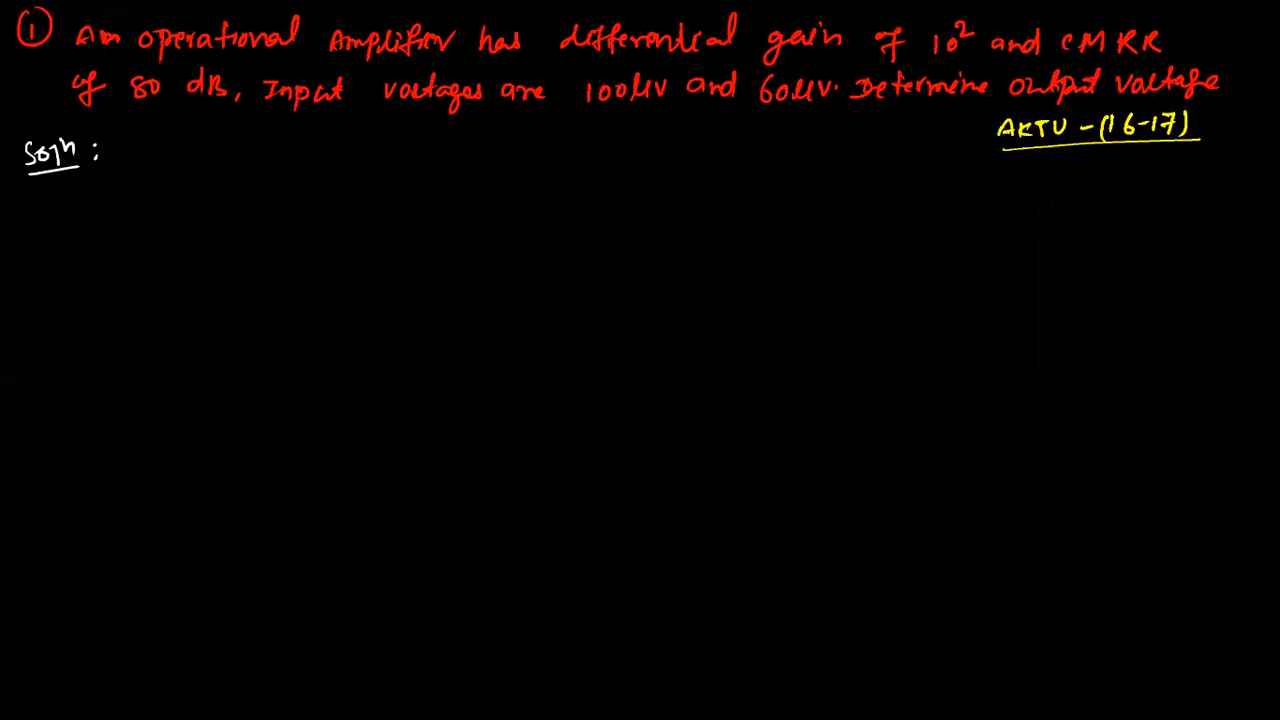 ① An operational Amplifier has differential gain of 10² and CMRR
of 80 dB, Input voltages are 100μV and 60μV. Determine output voltage
AKTU - (16-17)
Soln :